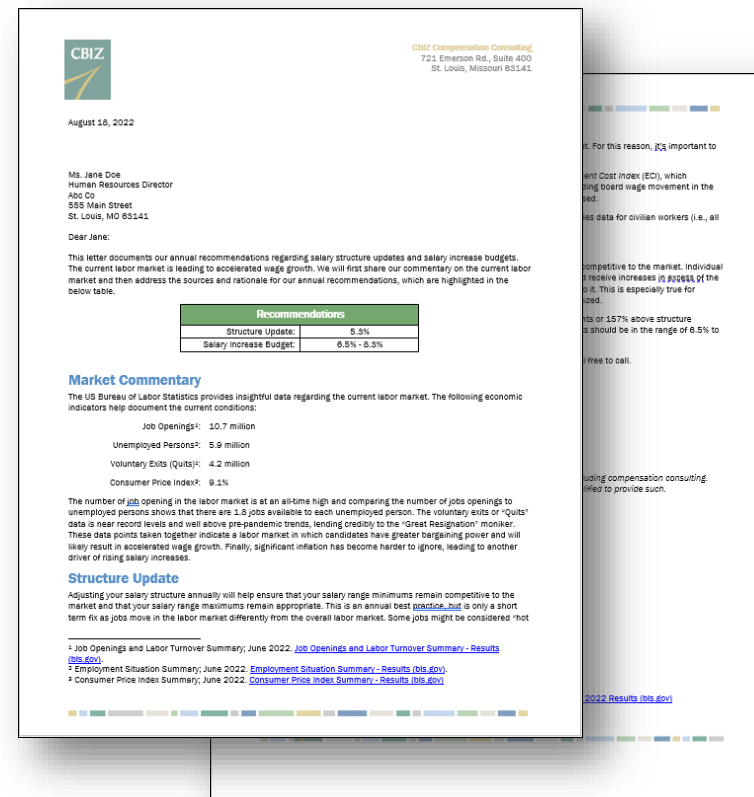 CBIZ
CBIZ Compensation Consulting
721 Emerson Rd., Suite 400
St. Louis, Missouri 63141
August 18, 2022
Ms. Jane Doe
Human Resources Director
Abc Co
555 Main Street
St. Louis, MO 63141
Dear Jane:
This letter documents our annual recommendations regarding salary structure updates and salary increase budgets.
The current labor market is leading to accelerated wage growth. We will first share our commentary on the current labor
market and then address the sources and rationale for our annual recommendations, which are highlighted in the
below table.
Recommendations
Structure Update: 5.3%
Salary Increase Budget: 6.5% - 8.3%
Market Commentary
The US Bureau of Labor Statistics provides insightful data regarding the current labor market. The following economic
indicators help document the current conditions:
Job Openings¹: 10.7 million
Unemployed Persons²: 5.9 million
Voluntary Exits (Quits)¹: 4.2 million
Consumer Price Index³: 9.1%
The number of job opening in the labor market is at an all-time high and comparing the number of jobs openings to
unemployed persons shows that there are 1.8 jobs available to each unemployed person. The voluntary exits or “Quits”
data is near record levels and well above pre-pandemic trends, lending credibly to the “Great Resignation” moniker.
These data points taken together indicate a labor market in which candidates have greater bargaining power and will
likely result in accelerated wage growth. Finally, significant inflation has become harder to ignore, leading to another
driver of rising salary increases.
Structure Update
Adjusting your salary structure annually will help ensure that your salary range minimums remain competitive to the
market and that your salary range maximums remain appropriate. This is an annual best practice, but is only a short
term fix as jobs move in the labor market differently from the overall labor market. Some jobs might be considered “hot
¹ Job Openings and Labor Turnover Summary; June 2022. Job Openings and Labor Turnover Summary - Results
(bls.gov).
² Employment Situation Summary; June 2022. Employment Situation Summary - Results (bls.gov).
³ Consumer Price Index Summary; June 2022. Consumer Price Index Summary - Results (bls.gov)
For this reason, it's important to
Cost Index (ECI), which
board wage movement in the
data for civilian workers (i.e., all
competitive to the market. Individual
receive increases in excess of the
to it. This is especially true for
or 157% above structure
should be in the range of 6.5% to
free to call.
compensation consulting.
to provide such.
2022 Results (bls.gov)